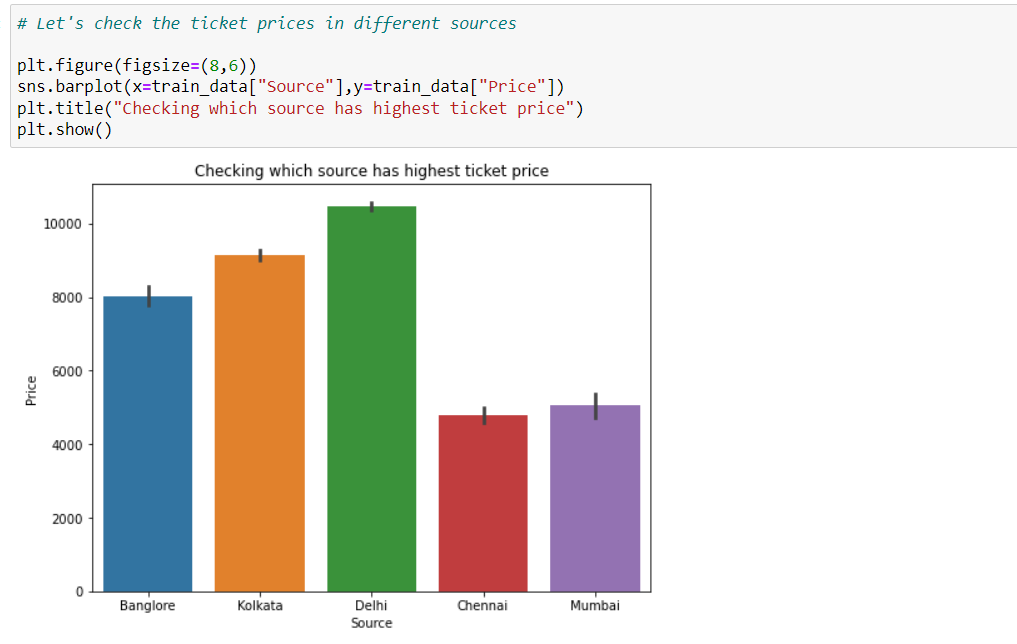 # Let's check the ticket prices in different sources
plt.figure(figsize=(8,6))
sns.barplot(x=train_data["Source"],y=train_data["Price"])
plt.title("Checking which source has highest ticket price")
plt.show()
Checking which source has highest ticket price
10000
8000
6000
4000
2000
0
Price
Banglore Kolkata Delhi Chennai Mumbai
Source